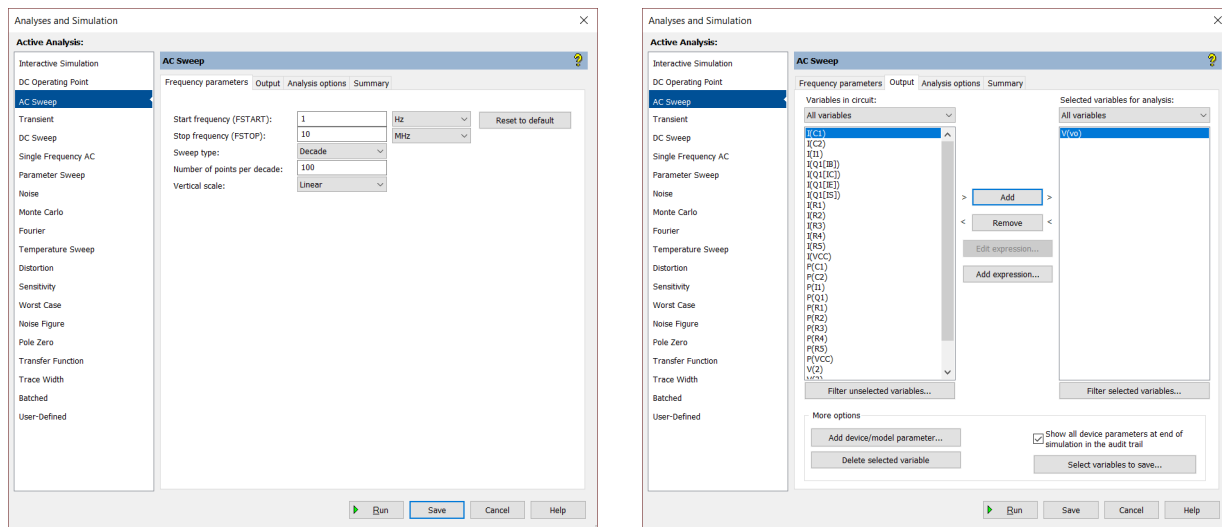 Analyses and Simulation
Active Analysis:
Interactive Simulation
DC Operating Point
AC Sweep
Transient
DC Sweep
Single Frequency AC
Parameter Sweep
Noise
Monte Carlo
Fourier
Temperature Sweep
Distortion
Sensitivity
Worst Case
Noise Figure
Pole Zero
Transfer Function
Trace Width
Batched
User-Defined
AC Sweep
?
Frequency parameters Output Analysis options Summary
Start frequency (FSTART): 1 Hz Reset to default
Stop frequency (FSTOP): 10 MHz
Sweep type: Decade
Number of points per decade: 100
Vertical scale: Linear
Run Save Cancel Help
Analyses and Simulation
Active Analysis:
Interactive Simulation
DC Operating Point
AC Sweep
Transient
DC Sweep
Single Frequency AC
Parameter Sweep
Noise
Monte Carlo
Fourier
Temperature Sweep
Distortion
Sensitivity
Worst Case
Noise Figure
Pole Zero
Transfer Function
Trace Width
Batched
User-Defined
AC Sweep
?
Frequency parameters Output Analysis options Summary
Variables in circuit:
All variables
I(C1)
I(C2)
I(I1)
I(Q1[IB])
I(Q1[IC])
I(Q1[IE])
I(Q1[IS])
I(R1)
I(R2)
I(R3)
I(R4)
I(R5)
I(VCC)
P(C1)
P(C2)
P(I1)
P(Q1)
P(R1)
P(R2)
P(R3)
P(R4)
P(R5)
P(VCC)
V(2)
Filter unselected variables...
> Add >
< Remove <
Edit expression...
Add expression...
Selected variables for analysis:
All variables
V(vo)
Filter selected variables...
More options
Add device/model parameter...
Delete selected variable
Show all device parameters at end of
simulation in the audit trail
Select variables to save...
Run Save Cancel Help